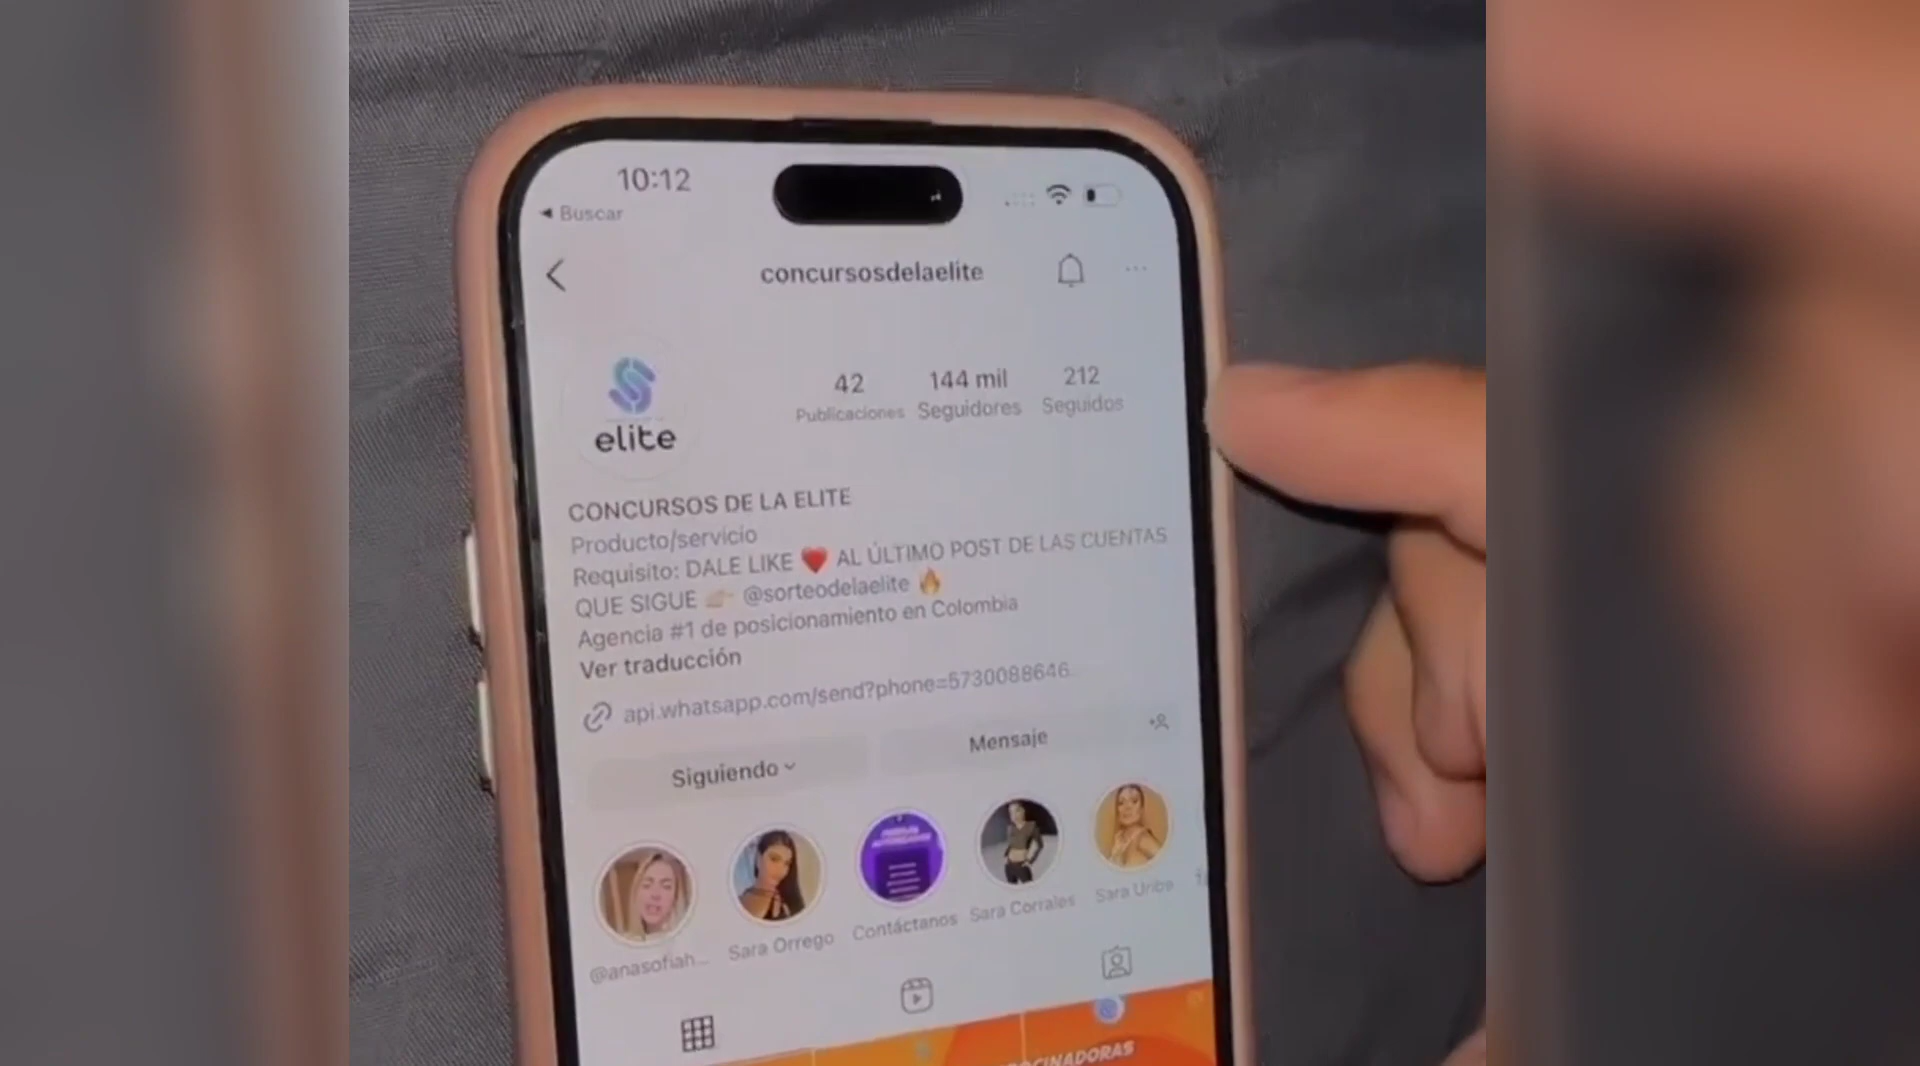 10:12
Buscar
concursosdelaelite
elite
42
Publicaciones
144 mil
Seguidores
212
Seguidos
CONCURSOS DE LA ELITE
Producto/servicio
Requisito: DALE LIKE ❤️ AL ÚLTIMO POST DE LAS CUENTAS
QUE SIGUE 👉 @sorteodelaelite 🔥
Agencia #1 de posicionamiento en Colombia
Ver traducción
api.whatsapp.com/send?phone=5730088646...
Siguiendo
Mensaje
@anasofiah...
Sara Orrego
Contáctanos
Sara Corrales
Sara Uribe